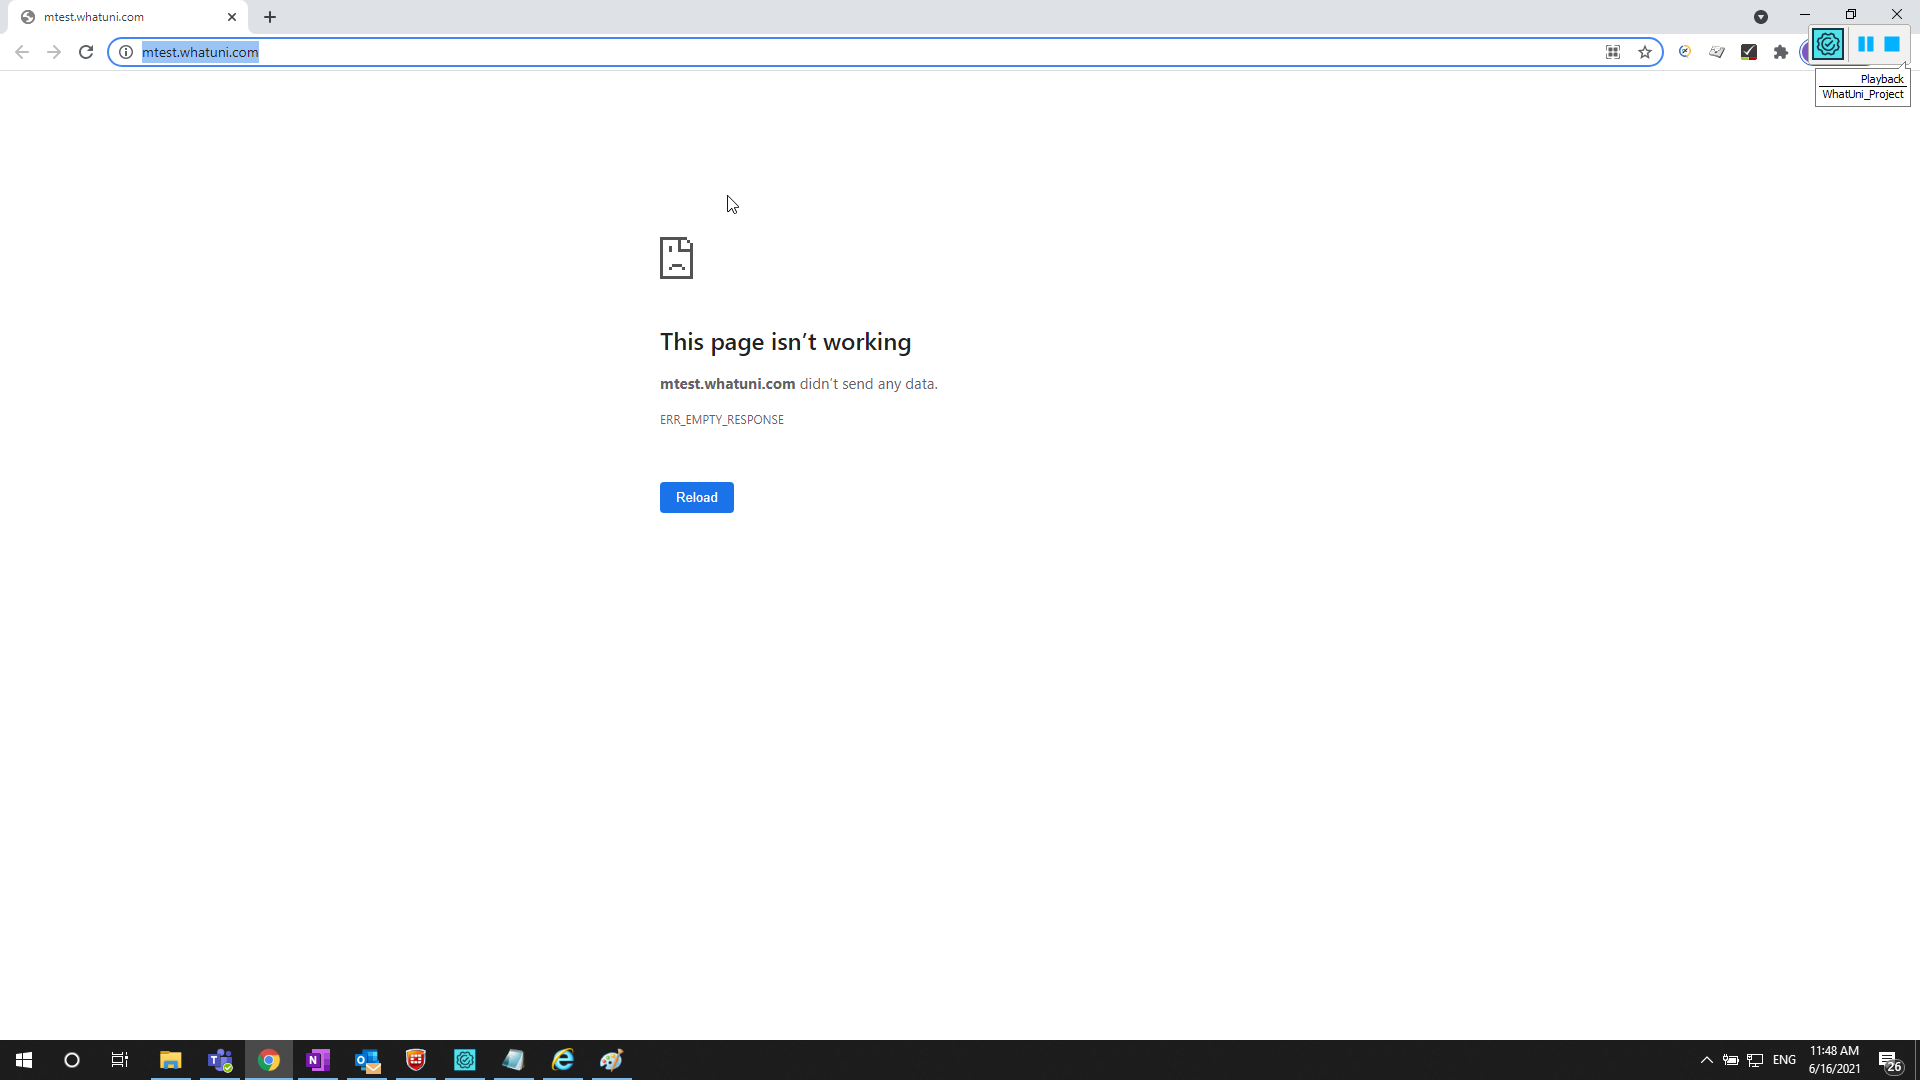 mtest.whatuni.com
mtest.whatuni.com
Playback
WhatUni_Project
This page isn’t working
mtest.whatuni.com didn’t send any data.
ERR_EMPTY_RESPONSE
Reload
ENG
11:48 AM
6/16/2021
26